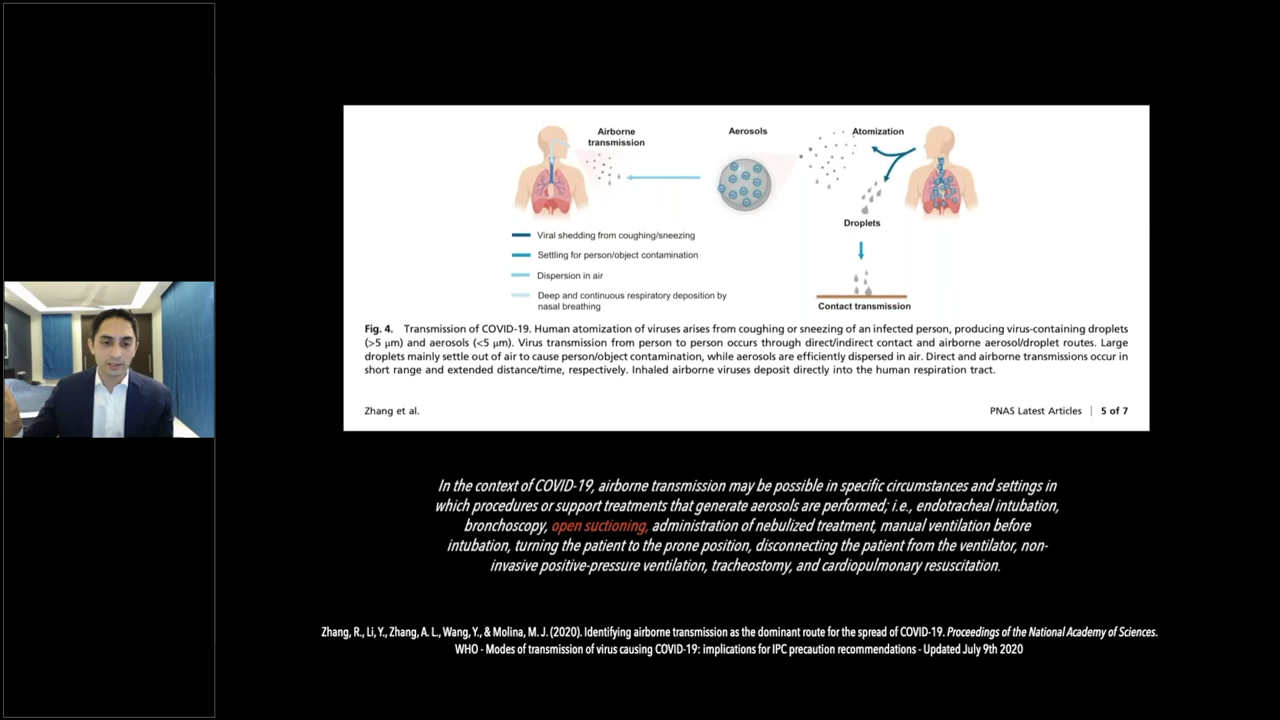 Airborne
transmission
Aerosols
Atomization
Droplets
Viral shedding from coughing/sneezing
Settling for person/object contamination
Dispersion in air
Deep and continuous respiratory deposition by
nasal breathing
Contact transmission
Fig. 4. Transmission of COVID-19. Human atomization of viruses arises from coughing or sneezing of an infected person, producing virus-containing droplets
(>5 μm) and aerosols (<5 μm). Virus transmission from person to person occurs through direct/indirect contact and airborne aerosol/droplet routes. Large
droplets mainly settle out of air to cause person/object contamination, while aerosols are efficiently dispersed in air. Direct and airborne transmissions occur in
short range and extended distance/time, respectively. Inhaled airborne viruses deposit directly into the human respiration tract.
Zhang et al.
PNAS Latest Articles | 5 of 7
In the context of COVID-19, airborne transmission may be possible in specific circumstances and settings in
which procedures or support treatments that generate aerosols are performed; i.e., endotracheal intubation,
bronchoscopy, open suctioning, administration of nebulized treatment, manual ventilation before
intubation, turning the patient to the prone position, disconnecting the patient from the ventilator, non-
invasive positive-pressure ventilation, tracheostomy, and cardiopulmonary resuscitation.
Zhang, R., Li, Y., Zhang, A. L., Wang, Y., & Molina, M. J. (2020). Identifying airborne transmission as the dominant route for the spread of COVID-19. Proceedings of the National Academy of Sciences.
WHO - Modes of transmission of virus causing COVID-19: implications for IPC precaution recommendations - Updated July 9th 2020